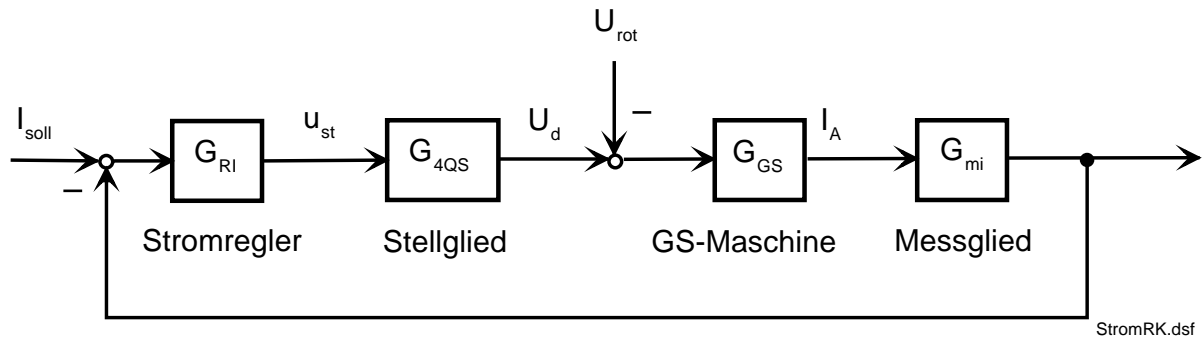 U_rot
I_soll
u_st
U_d
−
I_A
G_RI
G_4QS
G_GS
G_mi
−
Stromregler
Stellglied
GS-Maschine
Messglied
StromRK.dsf